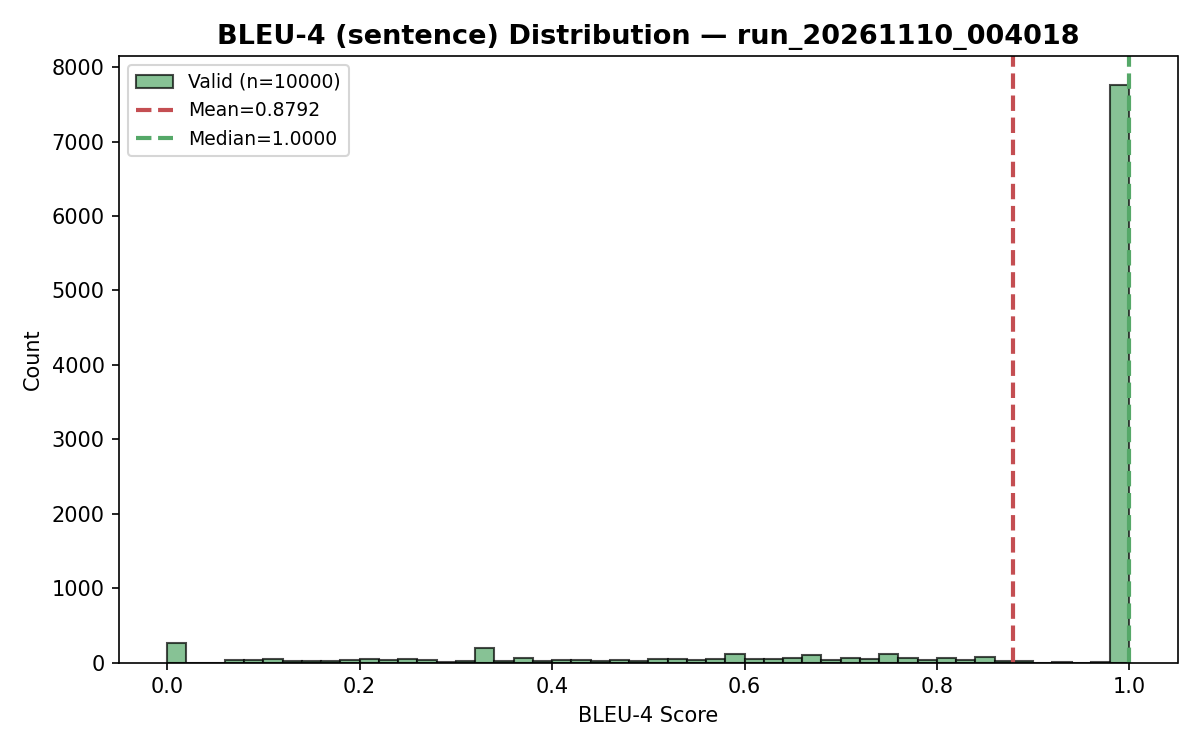 BLEU-4 (sentence) Distribution — run_20261110_004018
Valid (n=10000)
Mean=0.8792
Median=1.0000
8000
7000
6000
5000
4000
3000
2000
1000
0
Count
0.0 0.2 0.4 0.6 0.8 1.0
BLEU-4 Score